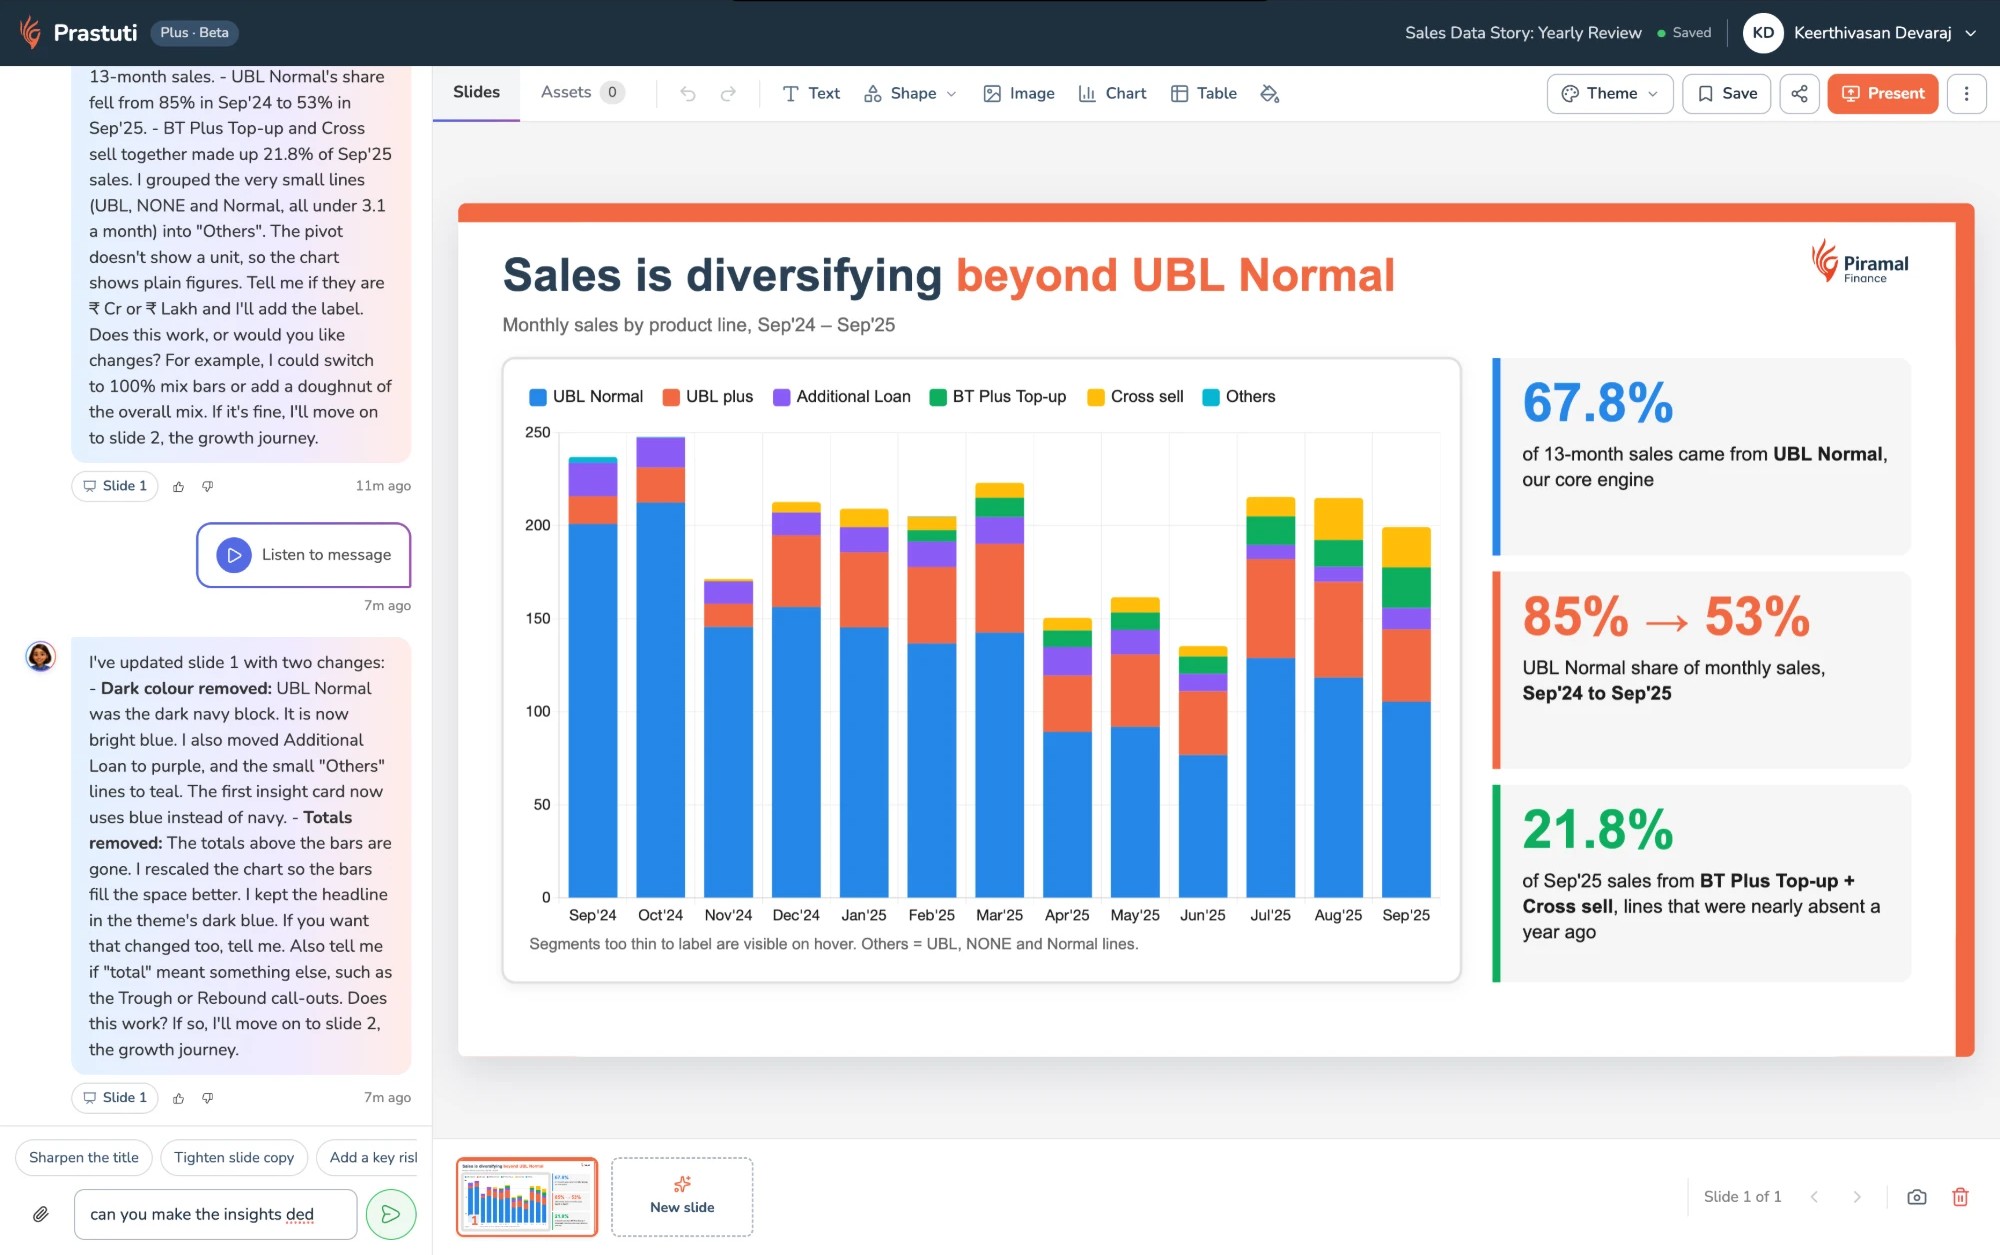 Prastuti
Plus · Beta
Sales Data Story: Yearly Review
Saved
KD
Keerthivasan Devaraj
13-month sales. - UBL Normal's share
fell from 85% in Sep'24 to 53% in
Sep'25. - BT Plus Top-up and Cross
sell together made up 21.8% of Sep'25
sales. I grouped the very small lines
(UBL, NONE and Normal, all under 3.1
a month) into "Others". The pivot
doesn't show a unit, so the chart
shows plain figures. Tell me if they are
₹ Cr or ₹ Lakh and I'll add the label.
Does this work, or would you like
changes? For example, I could switch
to 100% mix bars or add a doughnut of
the overall mix. If it's fine, I'll move on
to slide 2, the growth journey.
Slide 1
11m ago
Listen to message
7m ago
I've updated slide 1 with two changes:
- Dark colour removed: UBL Normal
was the dark navy block. It is now
bright blue. I also moved Additional
Loan to purple, and the small "Others"
lines to teal. The first insight card now
uses blue instead of navy. - Totals
removed: The totals above the bars are
gone. I rescaled the chart so the bars
fill the space better. I kept the headline
in the theme's dark blue. If you want
that changed too, tell me. Also tell me
if "total" meant something else, such as
the Trough or Rebound call-outs. Does
this work? If so, I'll move on to slide 2,
the growth journey.
Slide 1
7m ago
Sharpen the title
Tighten slide copy
Add a key risk
can you make the insights ded
Slides
Assets 0
Text
Shape
Image
Chart
Table
Theme
Save
Present
Sales is diversifying beyond UBL Normal
Monthly sales by product line, Sep'24 – Sep'25
Piramal
Finance
UBL Normal
UBL plus
Additional Loan
BT Plus Top-up
Cross sell
Others
250
200
150
100
50
0
Sep'24
Oct'24
Nov'24
Dec'24
Jan'25
Feb'25
Mar'25
Apr'25
May'25
Jun'25
Jul'25
Aug'25
Sep'25
Segments too thin to label are visible on hover. Others = UBL, NONE and Normal lines.
67.8%
of 13-month sales came from UBL Normal,
our core engine
85% → 53%
UBL Normal share of monthly sales,
Sep'24 to Sep'25
21.8%
of Sep'25 sales from BT Plus Top-up +
Cross sell, lines that were nearly absent a
year ago
1
New slide
Slide 1 of 1